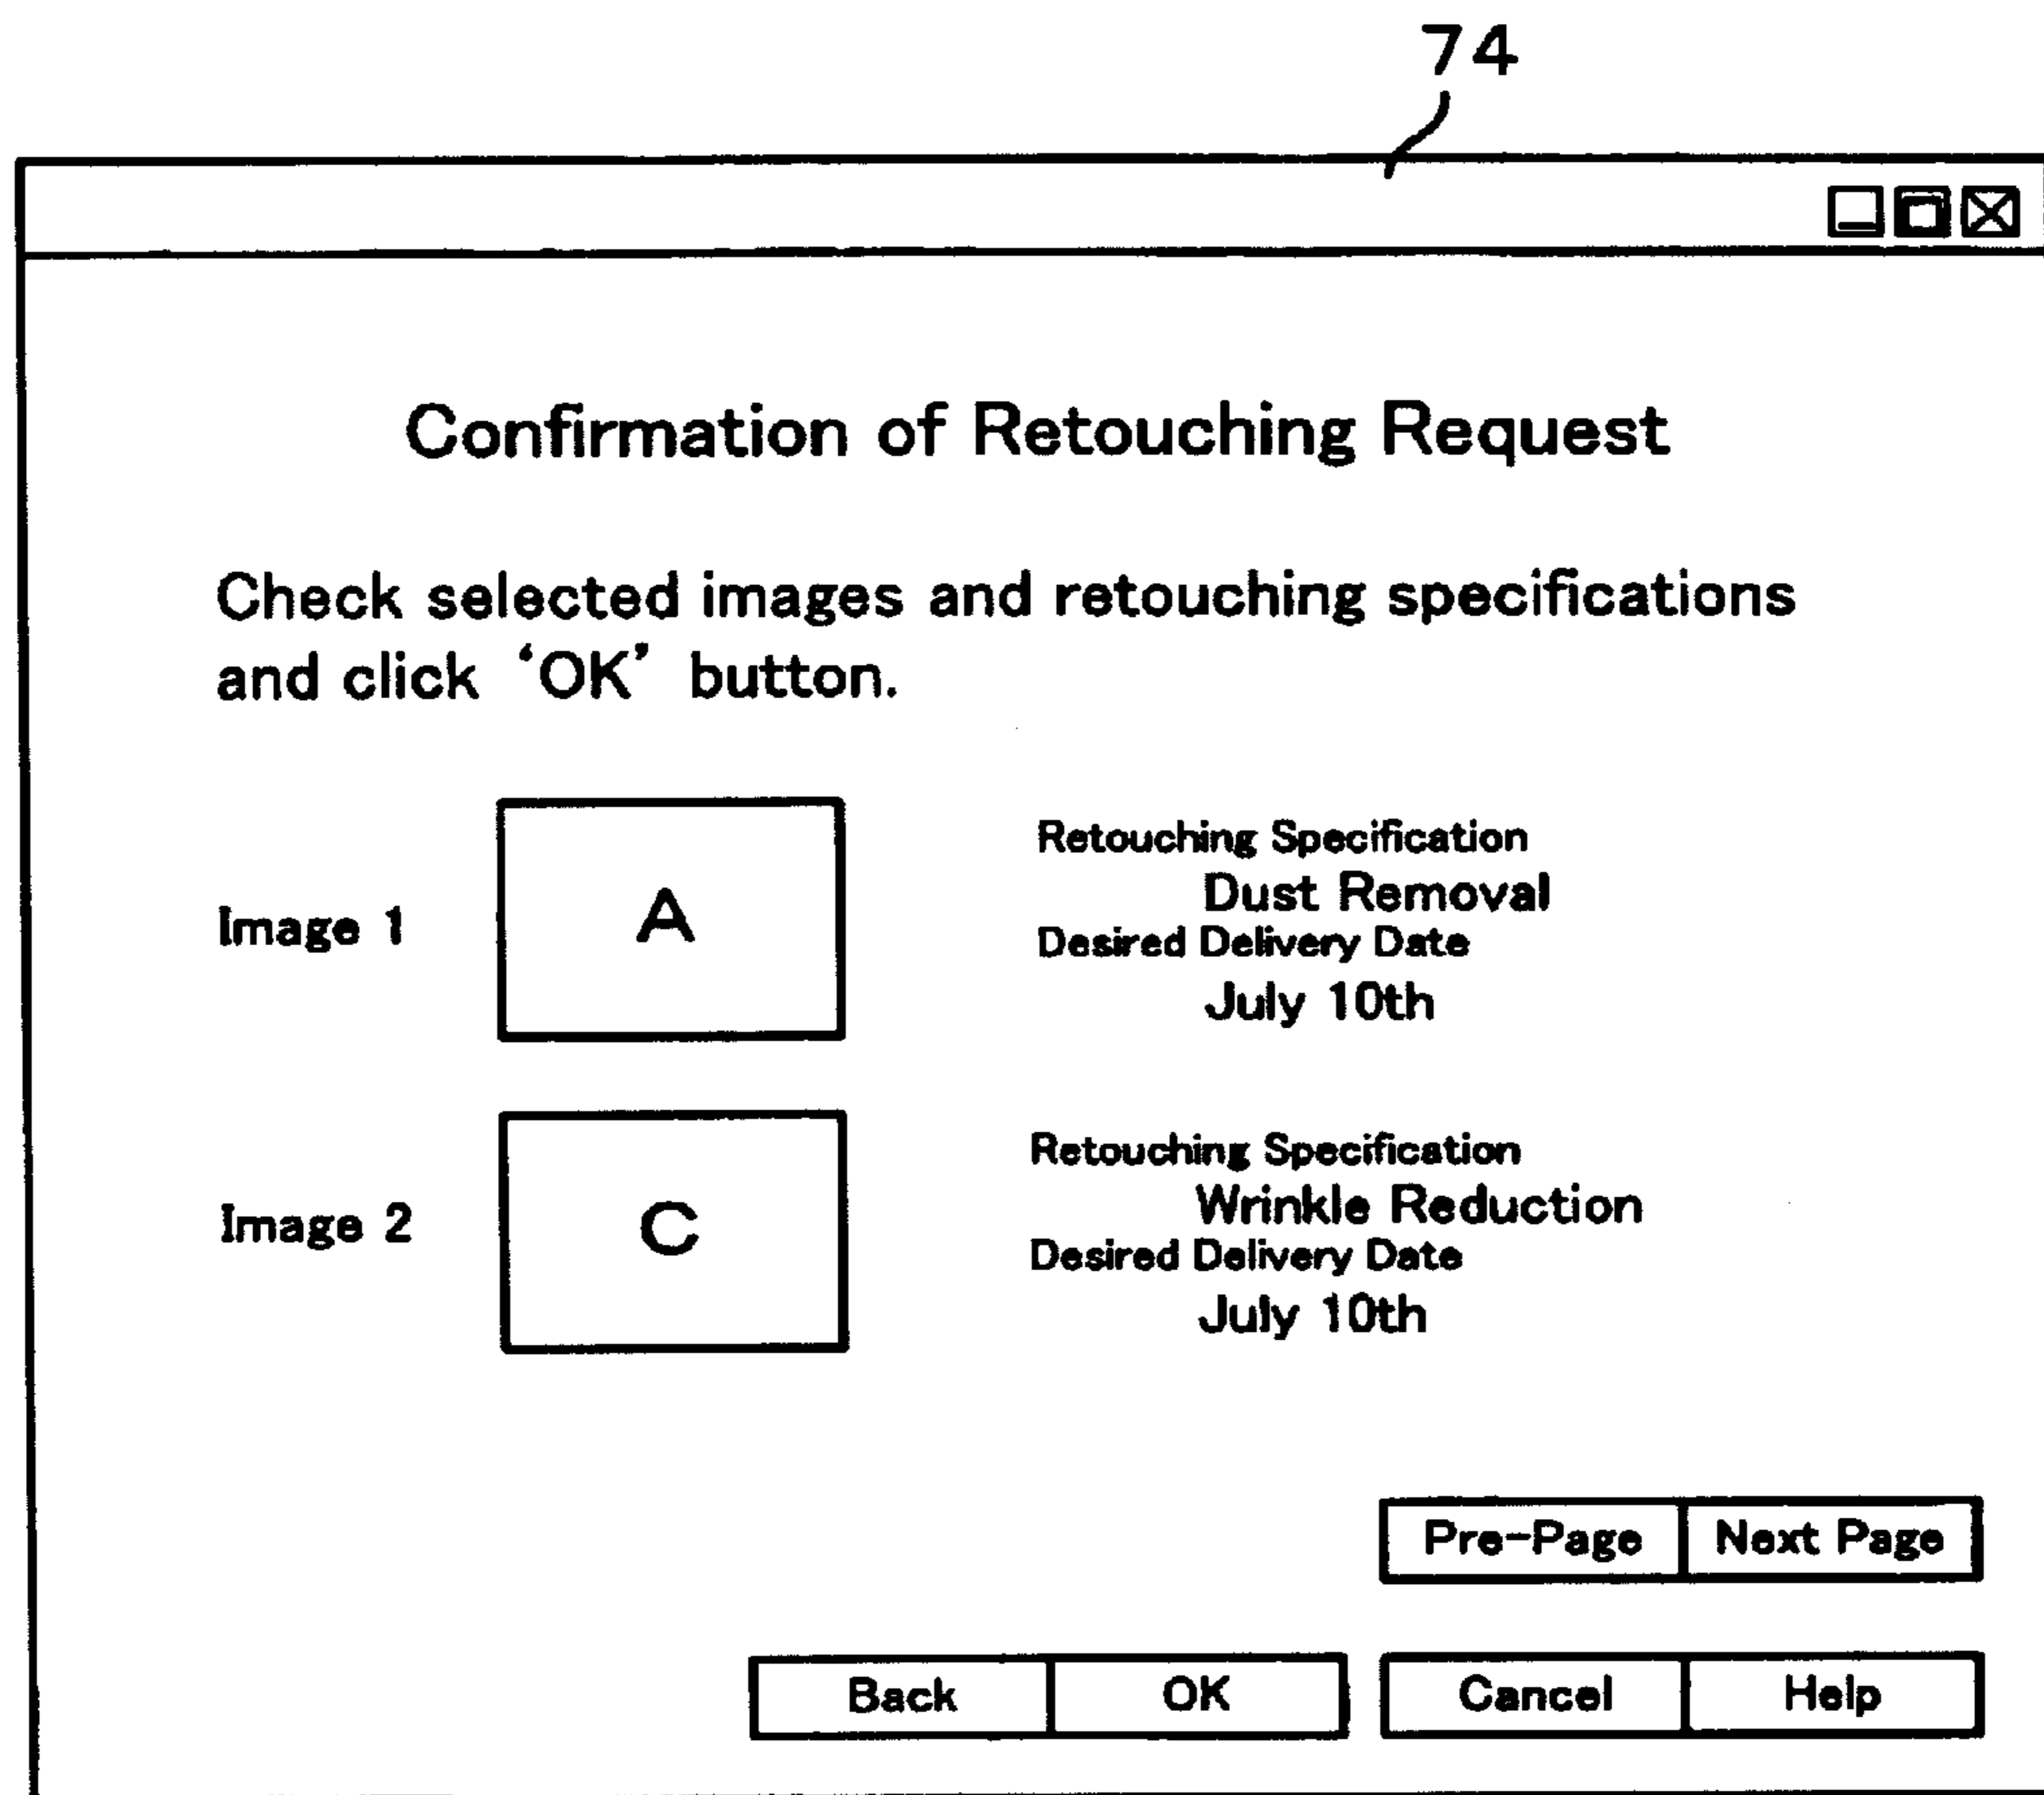 74
Confirmation of Retouching Request
Check selected images and retouching specifications
and click ‘OK’ button.
Image 1
A
Retouching Specification
Dust Removal
Desired Delivery Date
July 10th
Image 2
C
Retouching Specification
Wrinkle Reduction
Desired Delivery Date
July 10th
Pre-Page Next Page
Back OK Cancel Help